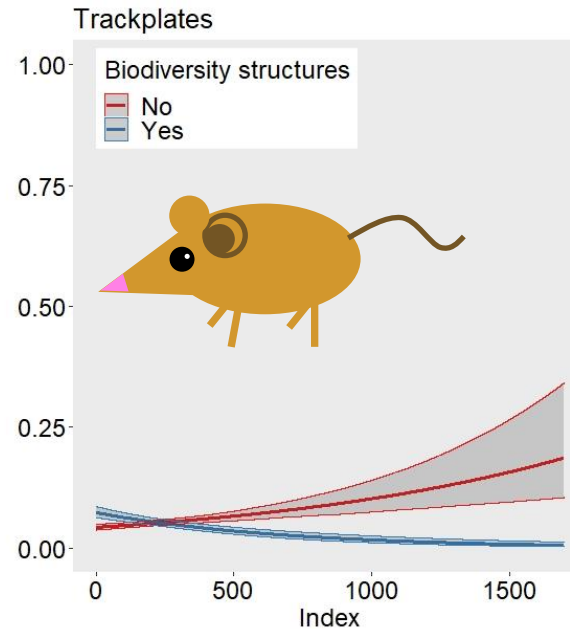 Trackplates
Biodiversity structures
No
Yes
1.00
0.75
0.50
0.25
0.00
0 500 1000 1500
Index